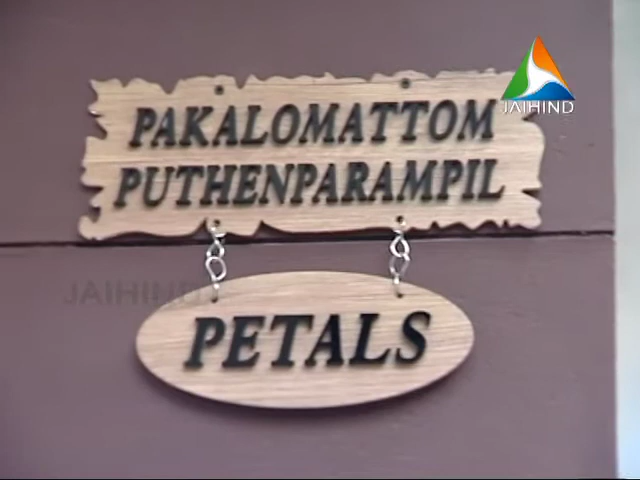 JAIHIND
PAKALOMATTOM
PUTHENPARAMPIL
JAIHIND
PETALS